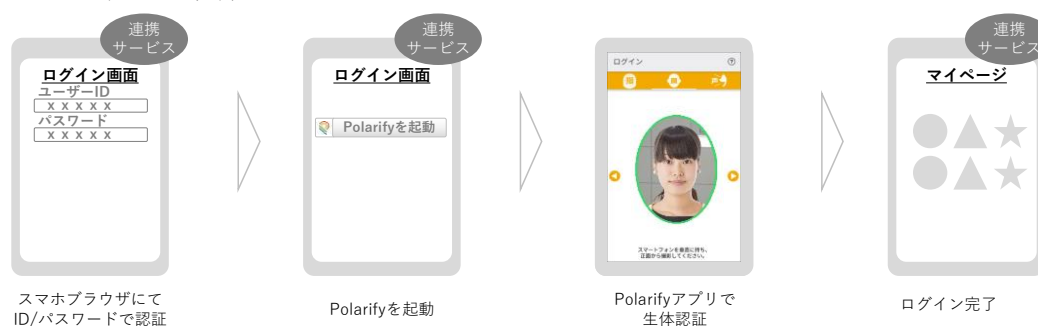 連携
サービス
ログイン画面
ユーザーID
x x x x x
パスワード
x x x x x
スマホブラウザにて
ID/パスワードで認証
連携
サービス
ログイン画面
Polarifyを起動
Polarifyを起動
ログイン
?
スマートフォンを垂直に持ち、
正面から撮影してください。
Polarifyアプリで
生体認証
連携
サービス
マイページ
ログイン完了